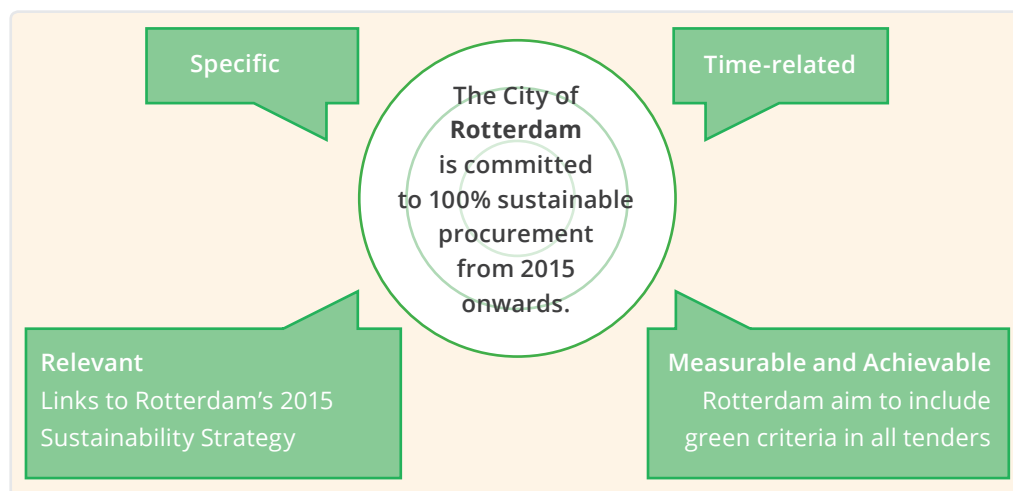 Specific
Time-related
The City of
Rotterdam
is committed
to 100% sustainable
procurement
from 2015
onwards.
Relevant
Links to Rotterdam’s 2015
Sustainability Strategy
Measurable and Achievable
Rotterdam aim to include
green criteria in all tenders